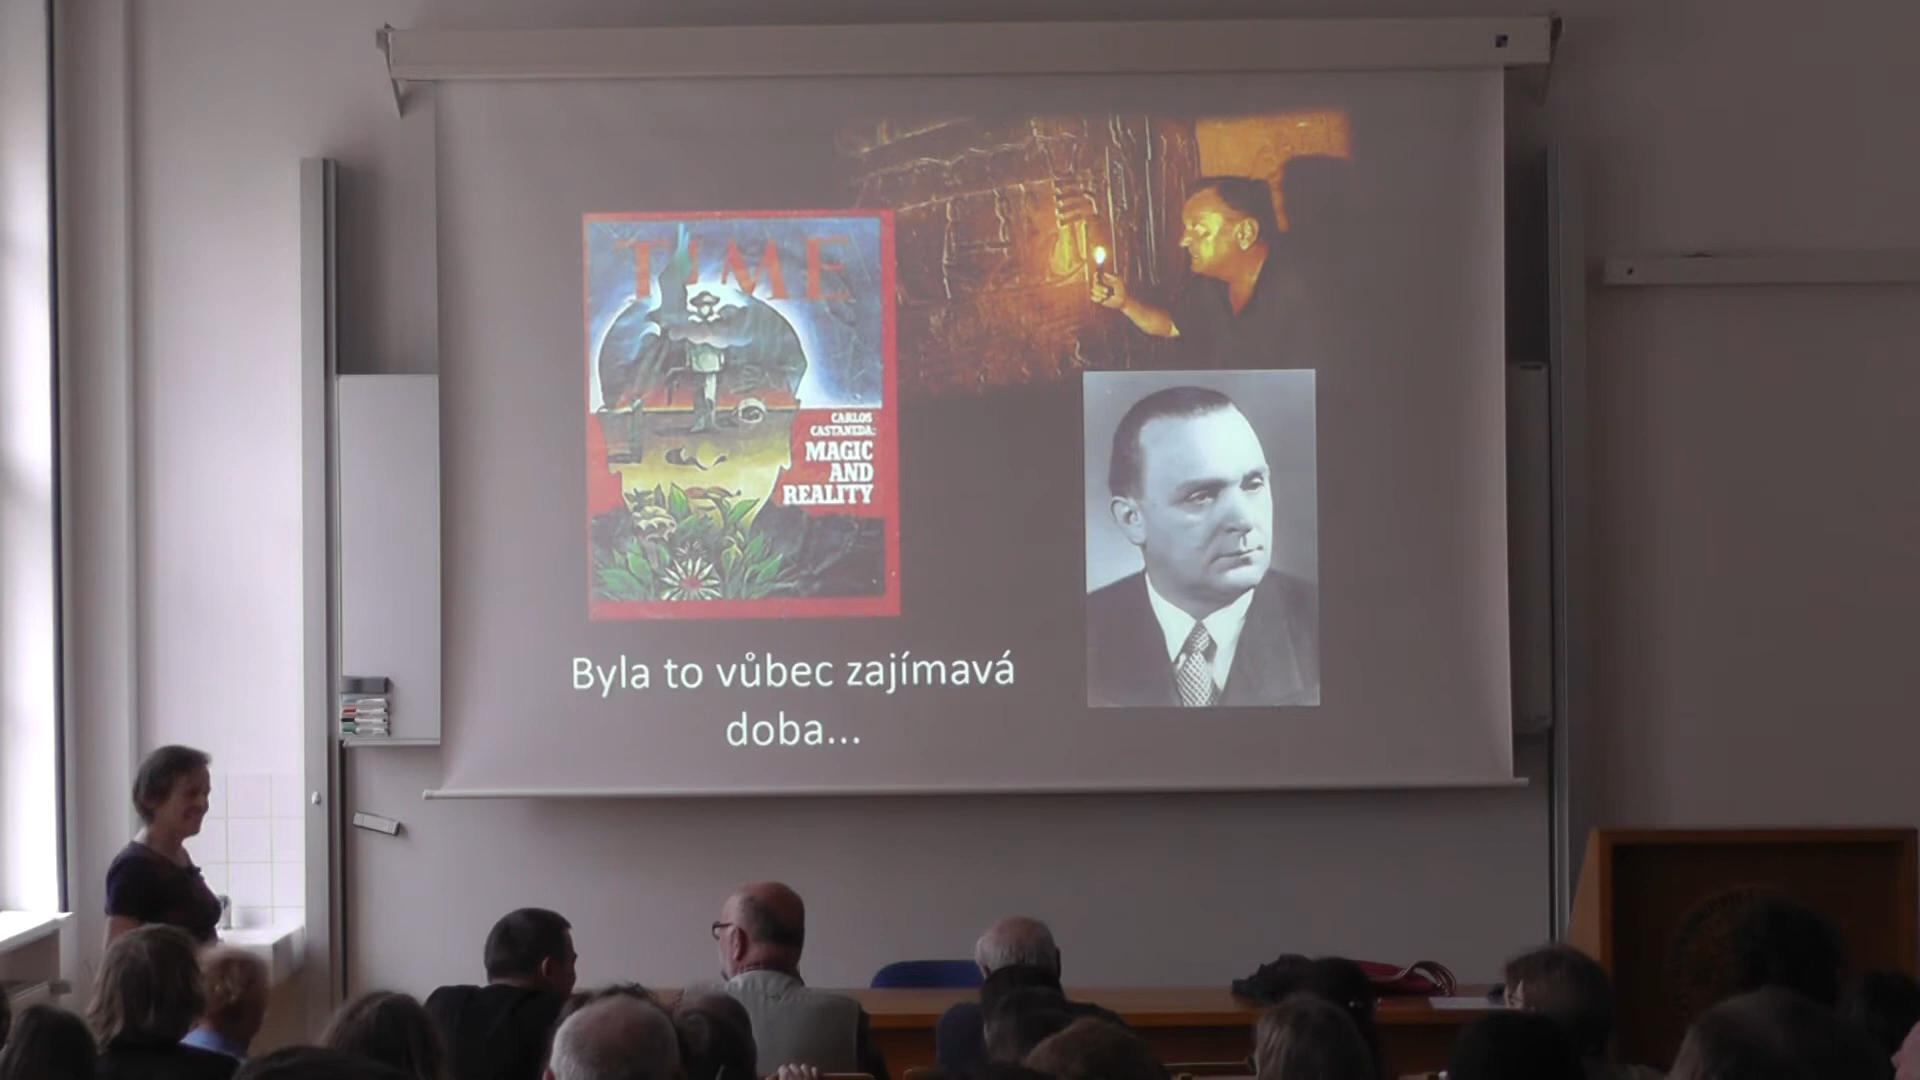 TIME
CARLOS
CASTANEDA:
MAGIC
AND
REALITY
Byla to vůbec zajímavá
doba...